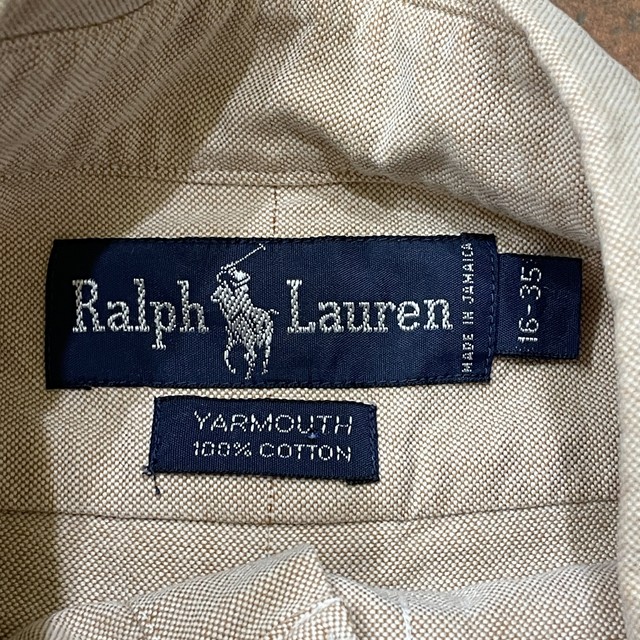 Ralph Lauren
MADE IN JAMAICA
16-35
YARMOUTH
100% COTTON